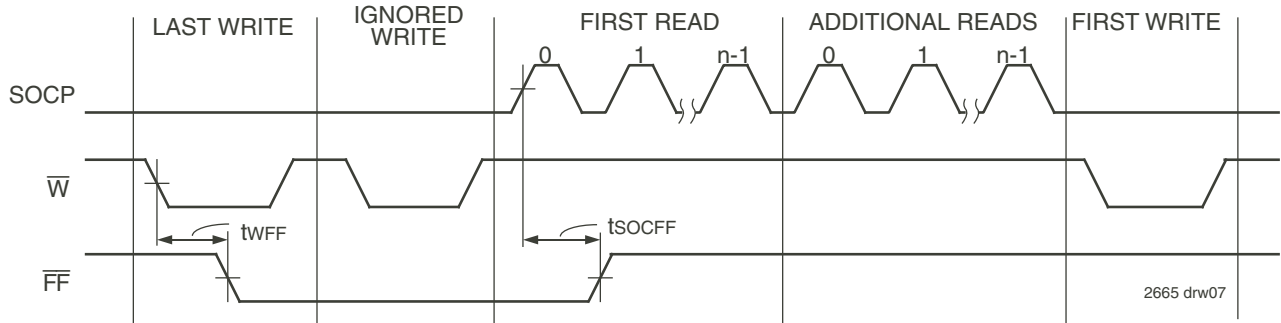 LAST WRITE
IGNORED
WRITE
FIRST READ
ADDITIONAL READS
FIRST WRITE
0 1 n-1 0 1 n-1
SOCP
W
tWFF
tSOCFF
FF
2665 drw07